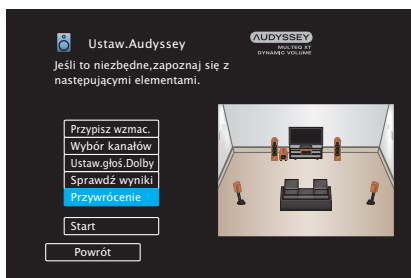 Ustaw.Audyssey
AUDYSSEY
MULTEQ XT
DYNAMIC VOLUME
Jeśli to niezbędne,zapoznaj się z
następującymi elementami.
Przypisz wzmac.
Wybór kanałów
Ustaw.głoś.Dolby
Sprawdź wyniki
Przywrócenie
Start
Powrót